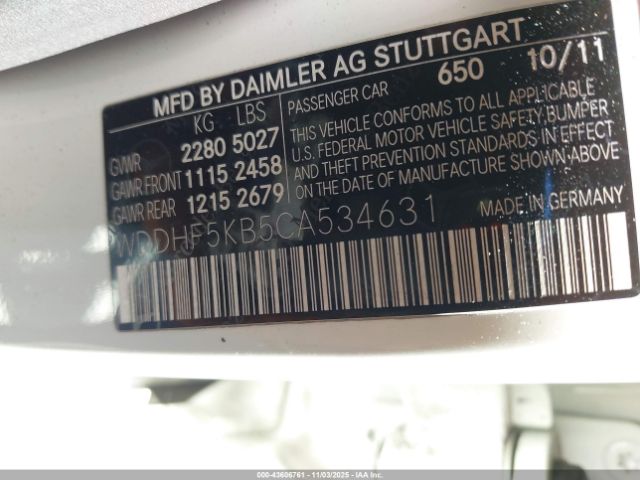 MFD BY DAIMLER AG STUTTGART
KG LBS
GVWR 2280 5027
GAWR FRONT 1115 2458
GAWR REAR 1215 2679
PASSENGER CAR 650 10/11
THIS VEHICLE CONFORMS TO ALL APPLICABLE
U.S. FEDERAL MOTOR VEHICLE SAFETY, BUMPER
AND THEFT PREVENTION STANDARDS IN EFFECT
ON THE DATE OF MANUFACTURE SHOWN ABOVE
WDDHF5KB5CA534631
MADE IN GERMANY
000-43606761 - 11/03/2025 - IAA Inc.